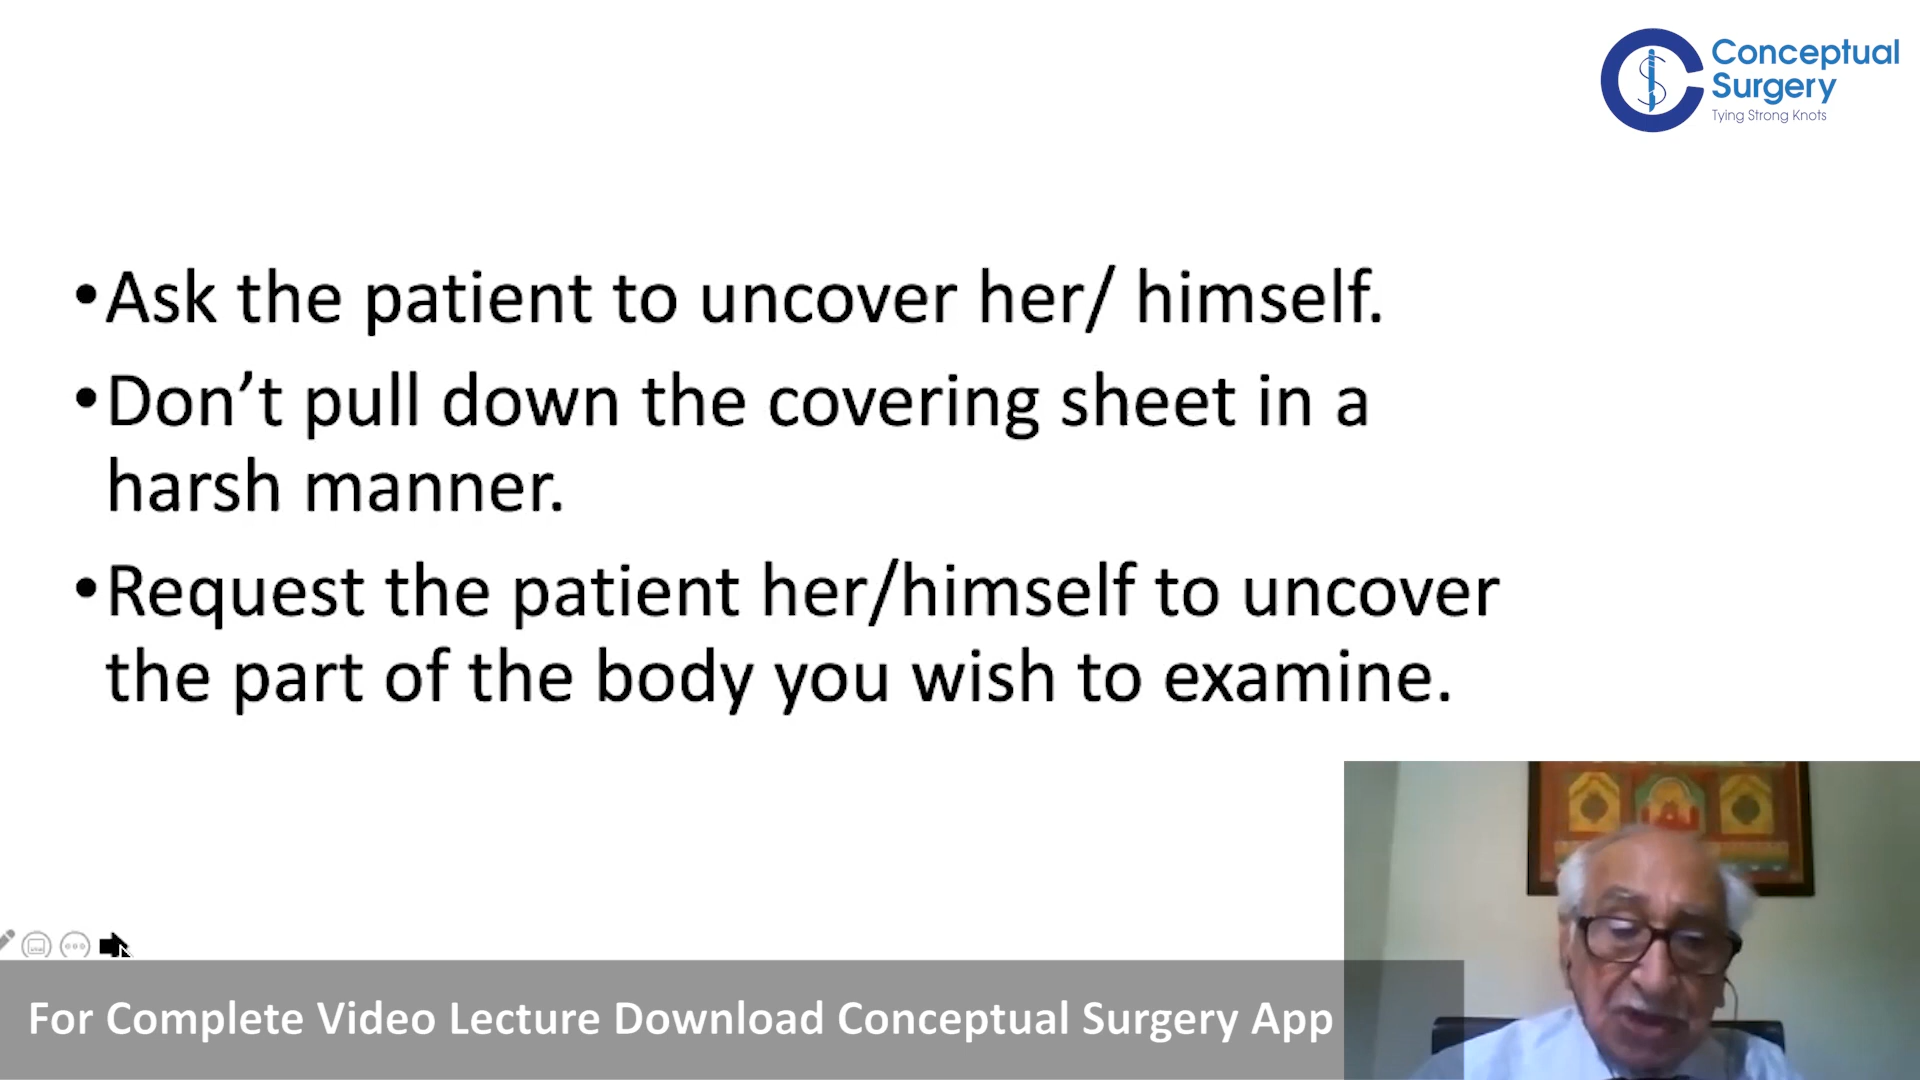 Conceptual
Surgery
Tying Strong Knots
•Ask the patient to uncover her/ himself.
•Don’t pull down the covering sheet in a
harsh manner.
•Request the patient her/himself to uncover
the part of the body you wish to examine.
For Complete Video Lecture Download Conceptual Surgery App